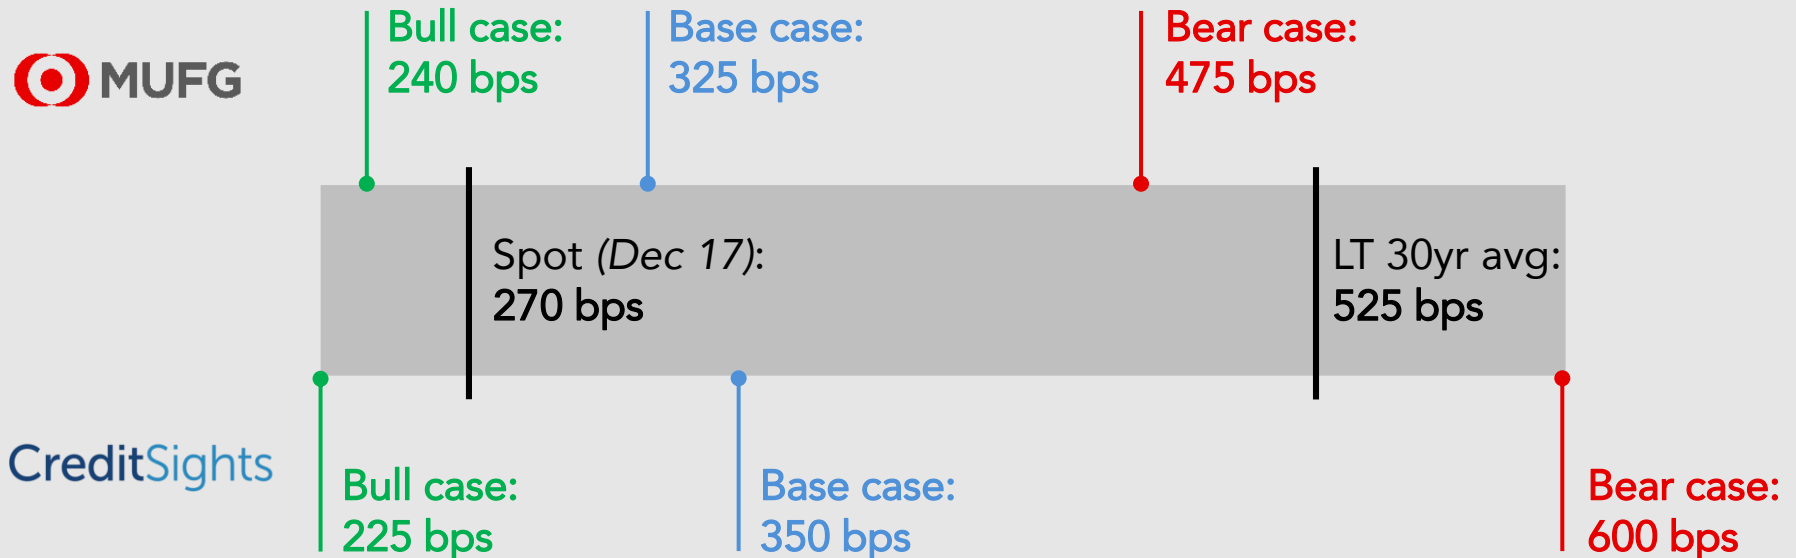 MUFG
Bull case:
240 bps
Base case:
325 bps
Bear case:
475 bps
Spot (Dec 17):
270 bps
LT 30yr avg:
525 bps
CreditSights
Bull case:
225 bps
Base case:
350 bps
Bear case:
600 bps